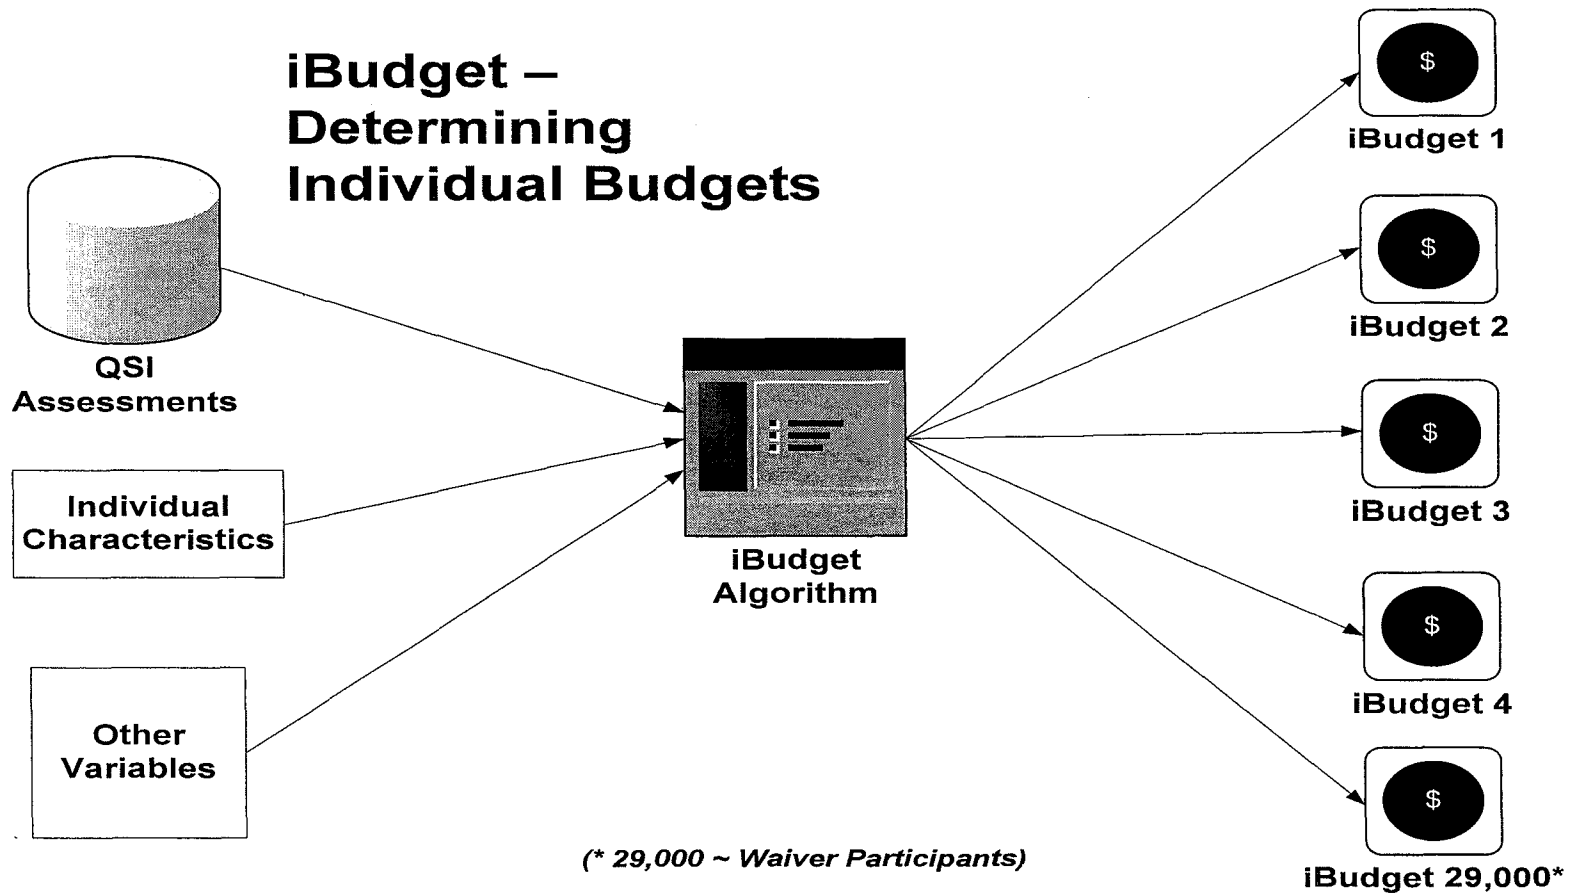 iBudget –
Determining
Individual Budgets
QSI
Assessments
Individual
Characteristics
Other
Variables
iBudget
Algorithm
$
iBudget 1
$
iBudget 2
$
iBudget 3
$
iBudget 4
$
iBudget 29,000*
(* 29,000 ~ Waiver Participants)